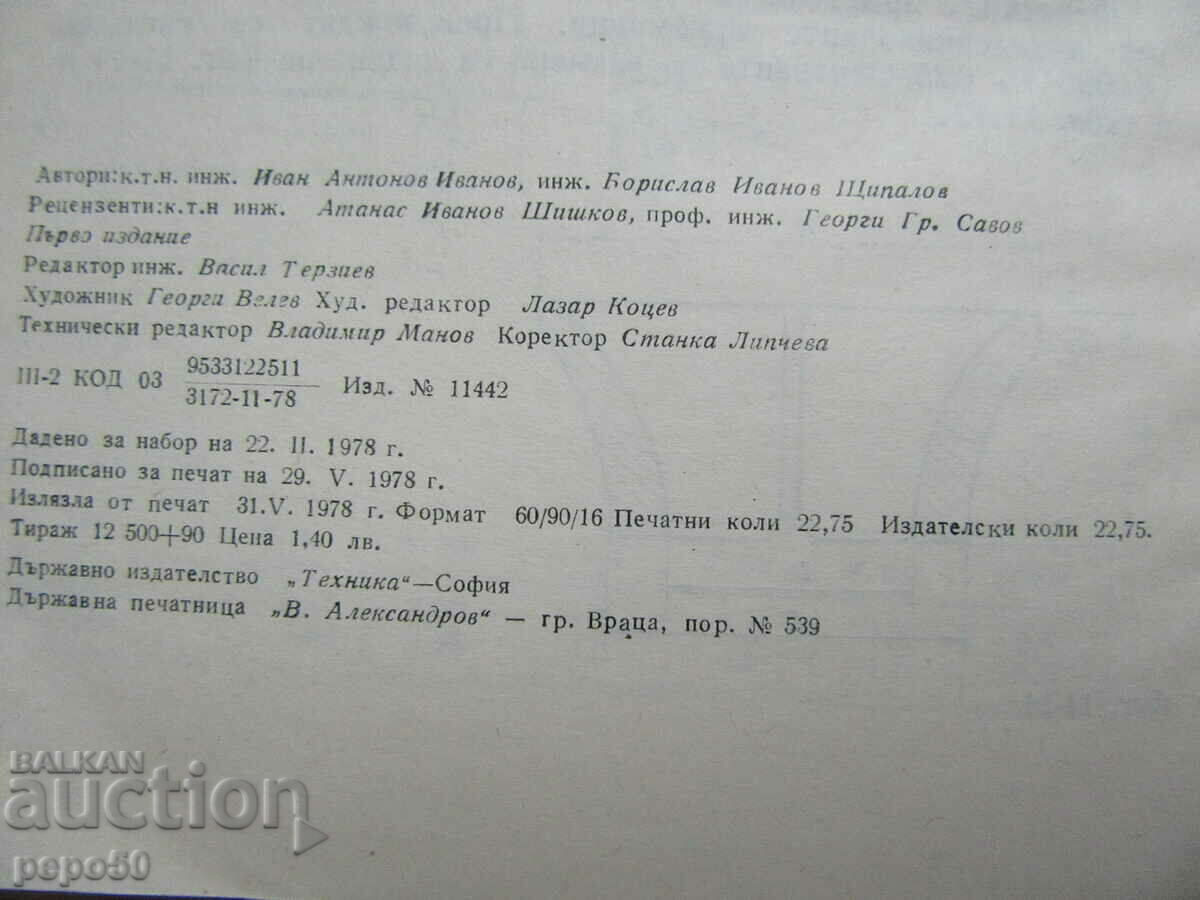 Автори:к.т.н. инж. Иван Антонов Иванов, инж. Борислав Иванов Щипалов
Рецензенти:к.т.н инж. Атанас Иванов Шишков, проф. инж. Георги Гр. Савов
Първо издание
Редактор инж. Васил Терзиев
Художник Георги Велев Худ. редактор Лазар Коцев
Технически редактор Владимир Манов Коректор Станка Липчева
III-2 КОД 03 9533122511
3172-11-78 Изд. № 11442
Дадено за набор на 22. II. 1978 г.
Подписано за печат на 29. V. 1978 г.
Излязла от печат 31.V. 1978 г. Формат 60/90/16 Печатни коли 22,75 Издателски коли 22,75.
Тираж 12 500+90 Цена 1,40 лв.
Държавно издателство „Техника“—София
Държавна печатница „В. Александров“ — гр. Враца, пор. № 539
BALKAN
auction
pepo50